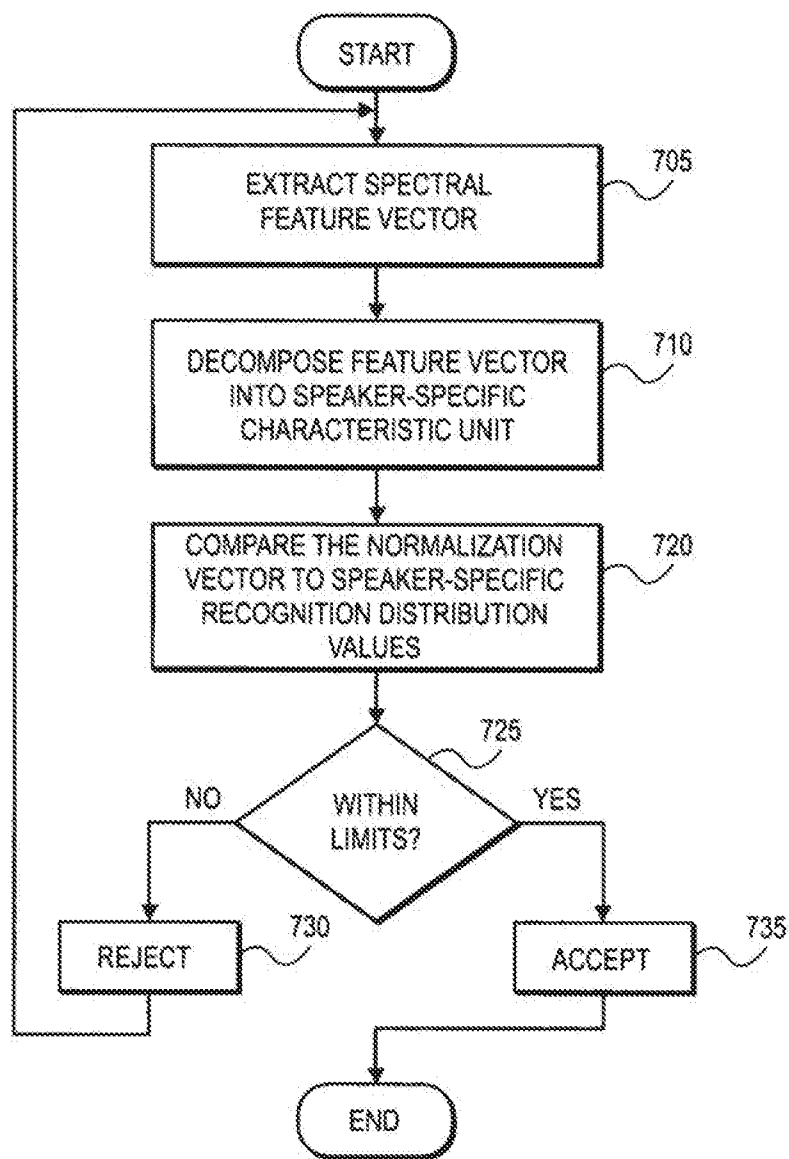 START
705
EXTRACT SPECTRAL
FEATURE VECTOR
710
DECOMPOSE FEATURE VECTOR
INTO SPEAKER-SPECIFIC
CHARACTERISTIC UNIT
COMPARE THE NORMALIZATION
VECTOR TO SPEAKER-SPECIFIC
RECOGNITION DISTRIBUTION
VALUES
720
725
NO
WITHIN
LIMITS?
YES
730
REJECT
735
ACCEPT
END